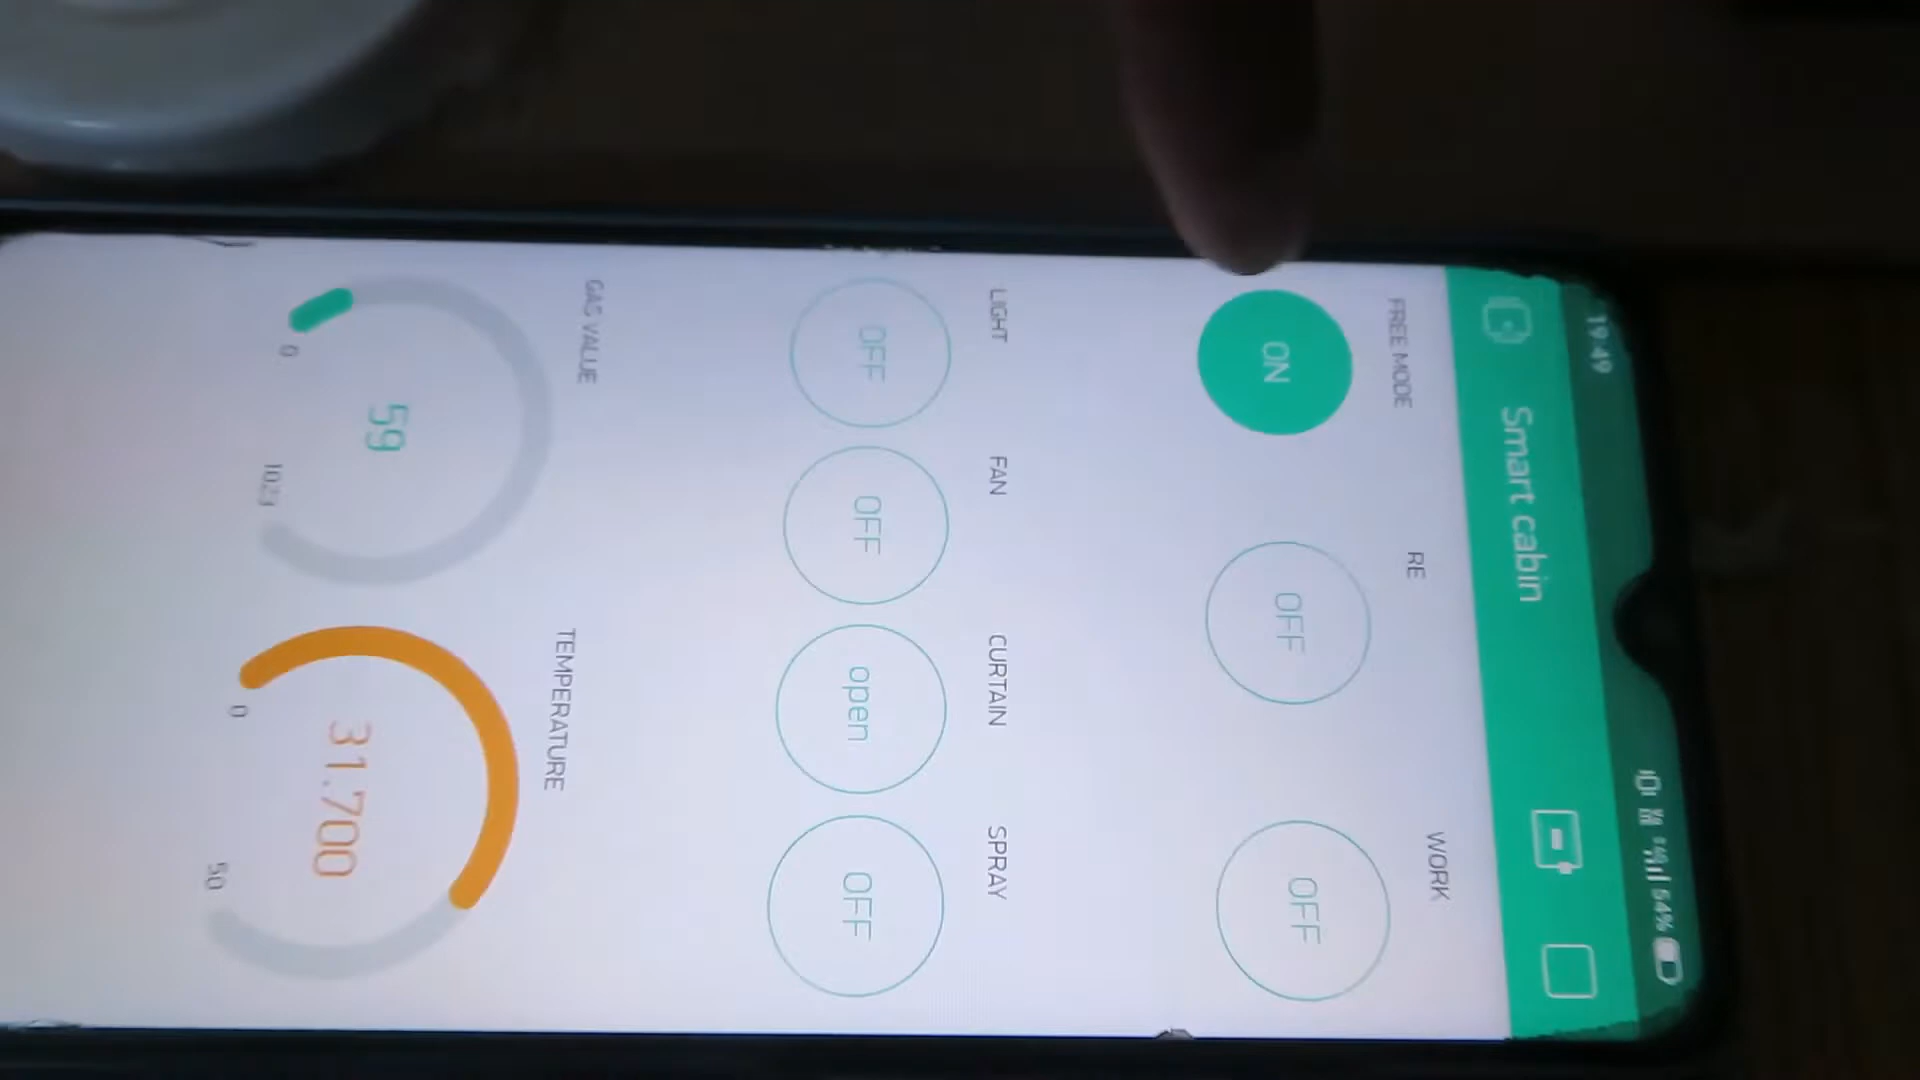 19:49
54%
Smart cabin
FREE MODE
RE
WORK
ON
OFF
OFF
LIGHT
FAN
CURTAIN
SPRAY
OFF
OFF
open
OFF
GAS VALUE
TEMPERATURE
59
31.700
0
1023
0
50